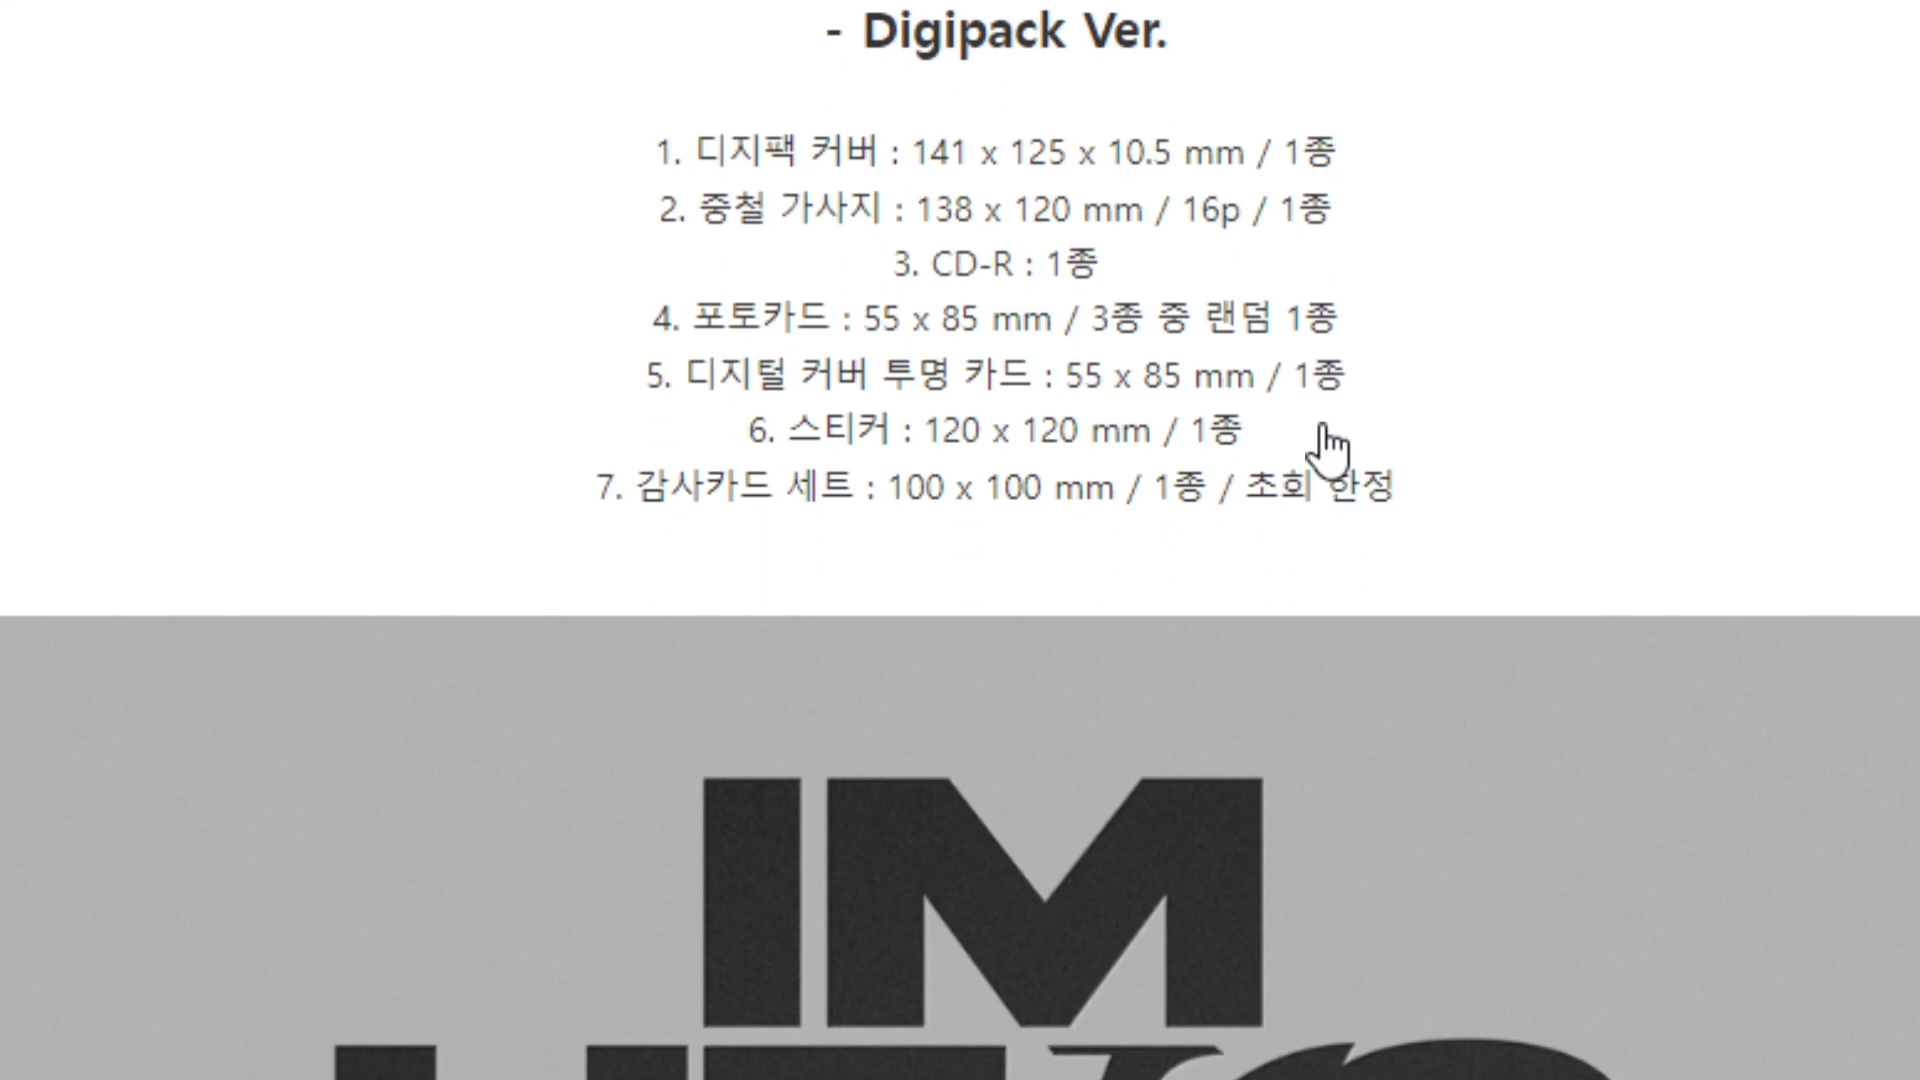 - Digipack Ver.
1. 디지팩 커버 : 141 x 125 x 10.5 mm / 1종
2. 중철 가사지 : 138 x 120 mm / 16p / 1종
3. CD-R : 1종
4. 포토카드 : 55 x 85 mm / 3종 중 랜덤 1종
5. 디지털 커버 투명 카드 : 55 x 85 mm / 1종
6. 스티커 : 120 x 120 mm / 1종
7. 감사카드 세트 : 100 x 100 mm / 1종 / 초회 한정
IM